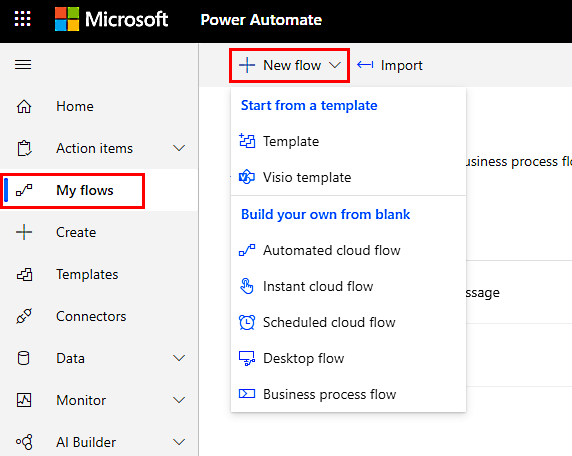 Microsoft Power Automate
New flow Import
Home
Action items
My flows
Create
Templates
Connectors
Data
Monitor
AI Builder
Start from a template
Template
Visio template
Build your own from blank
Automated cloud flow
Instant cloud flow
Scheduled cloud flow
Desktop flow
Business process flow
usiness process fl
ssage